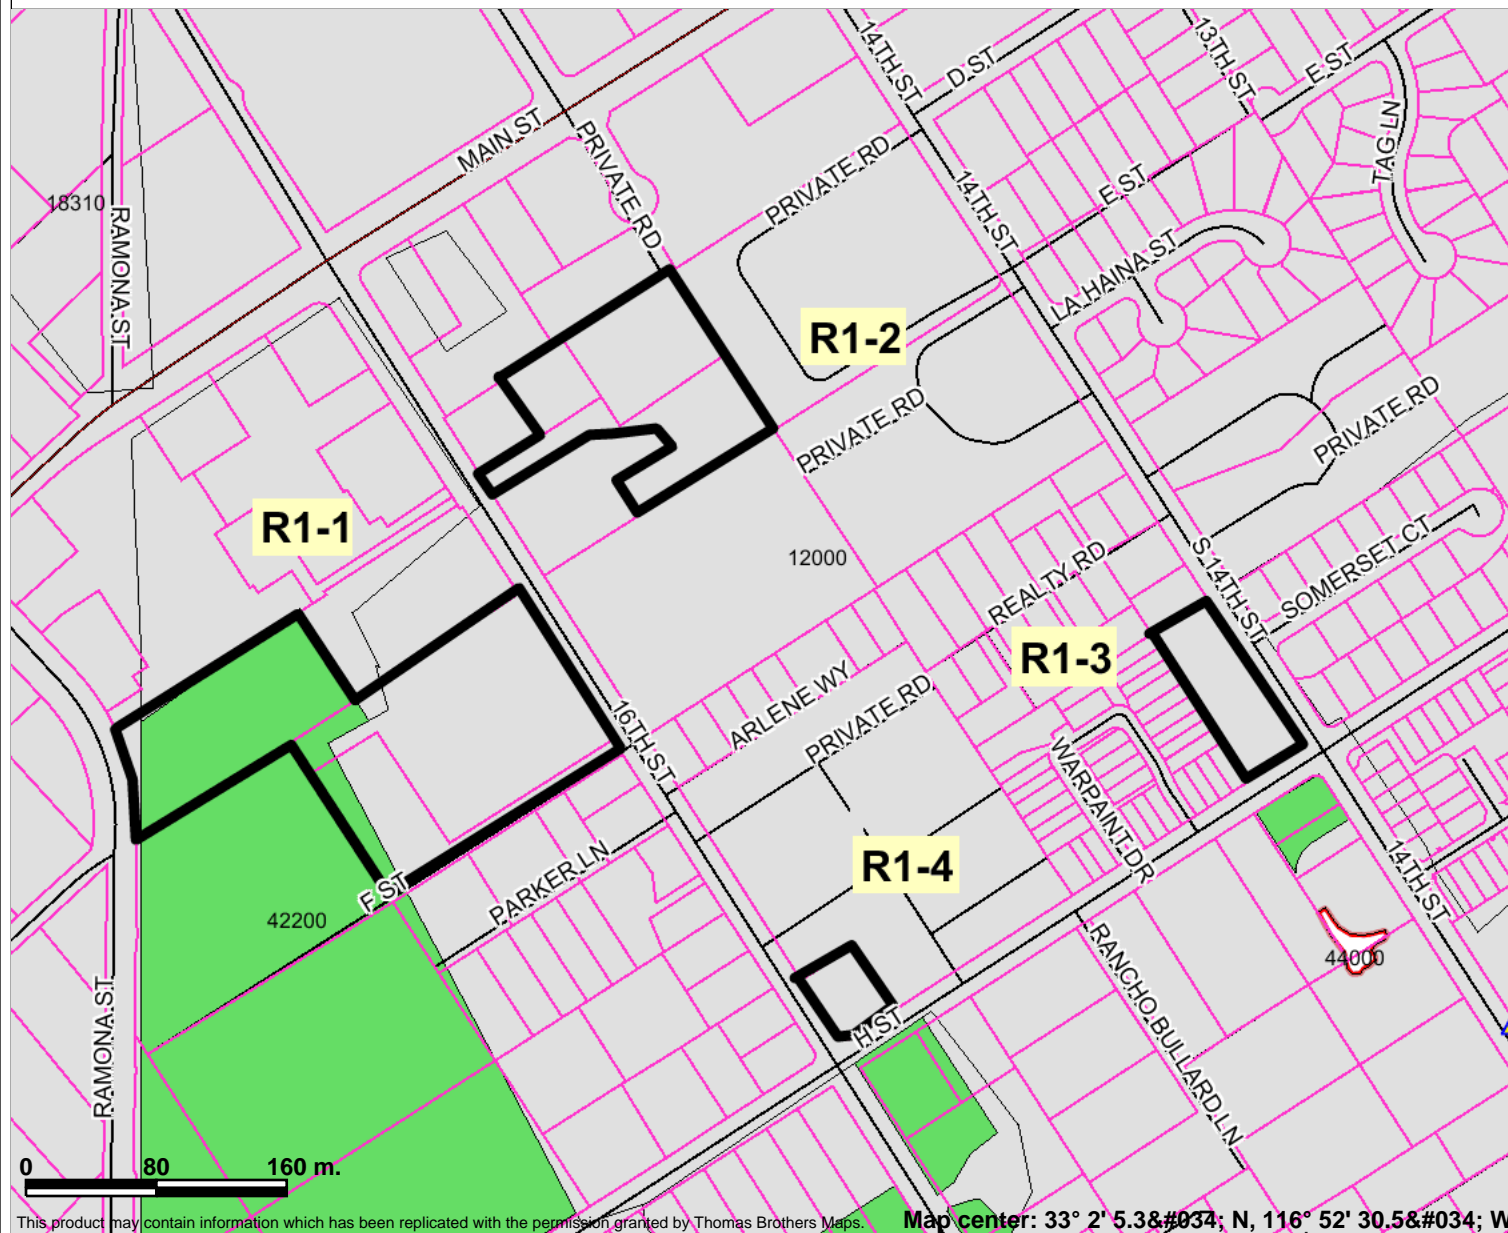 14TH ST
D ST
13TH ST
E ST
TAG LN
MAIN ST
PRIVATE RD
PRIVATE RD
14TH ST
E ST
18310
RAMONA ST
LA HAINA ST
R1-2
PRIVATE RD
PRIVATE RD
R1-1
12000
REALTY RD
S 14TH ST
SOMERSET CT
R1-3
ARLENE WY
PRIVATE RD
16TH ST
WARPAINT DR
R1-4
PARKER LN
F ST
42200
14TH ST
44000
RANCHO BULLARD LN
H ST
RAMONA ST
0 80 160 m.
This product may contain information which has been replicated with the permission granted by Thomas Brothers Maps.
Map center: 33° 2' 5.3&#034; N, 116° 52' 30.5&#034; W